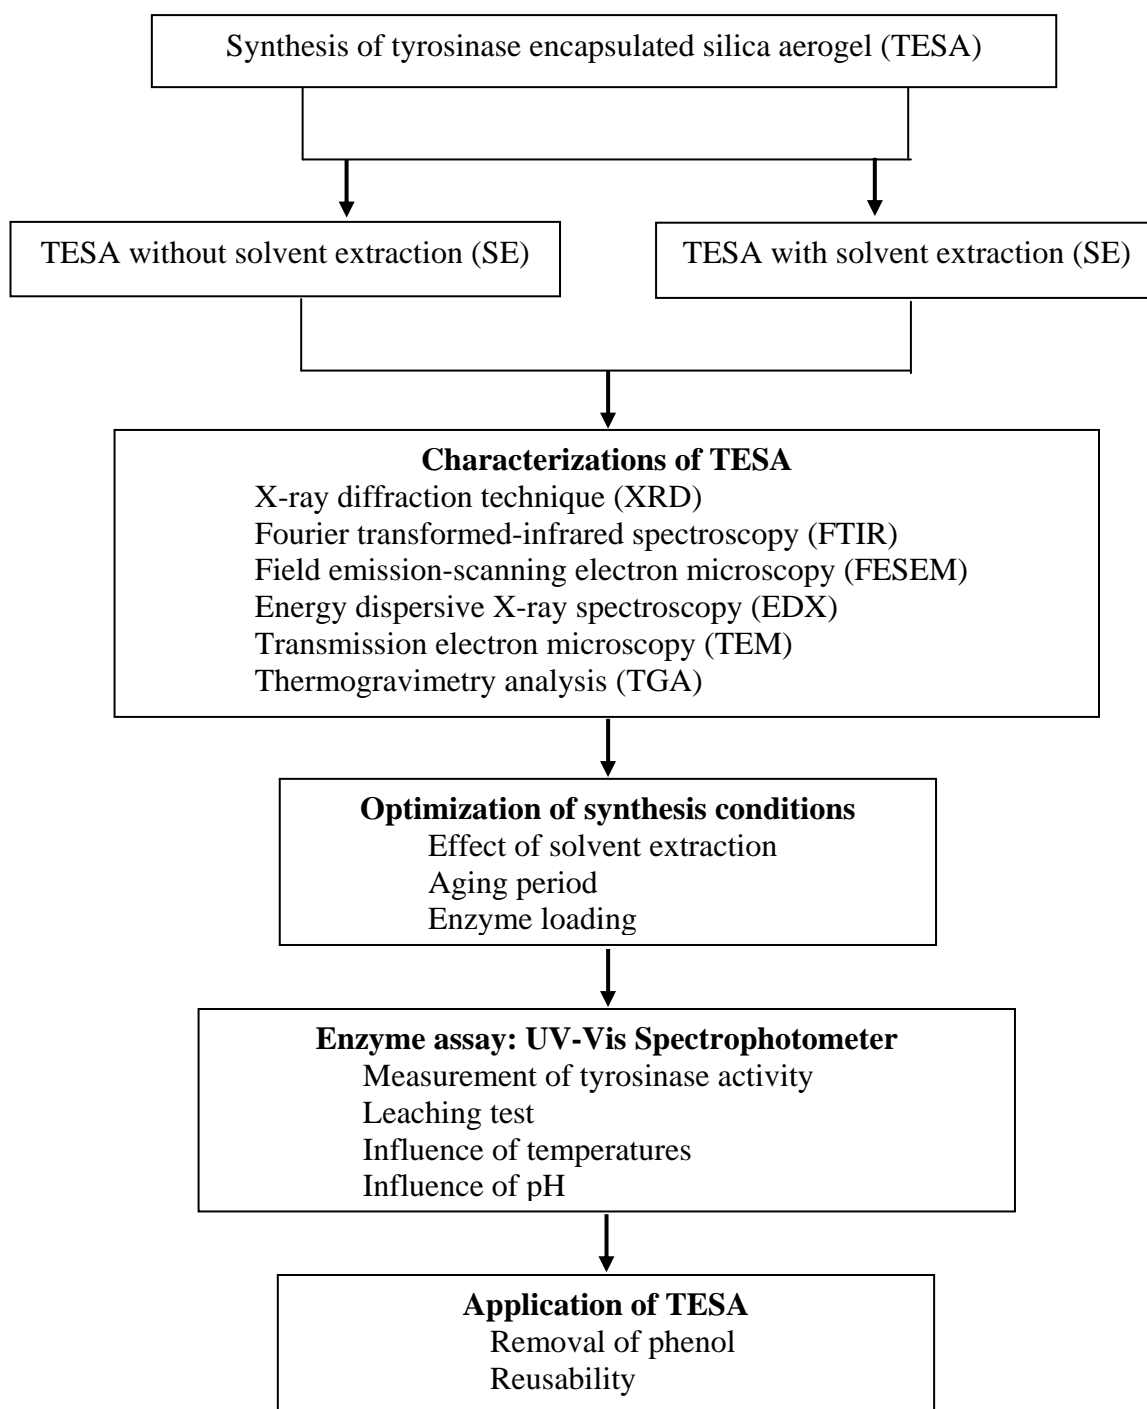 Synthesis of tyrosinase encapsulated silica aerogel (TESA)
TESA without solvent extraction (SE)
TESA with solvent extraction (SE)
Characterizations of TESA
X-ray diffraction technique (XRD)
Fourier transformed-infrared spectroscopy (FTIR)
Field emission-scanning electron microscopy (FESEM)
Energy dispersive X-ray spectroscopy (EDX)
Transmission electron microscopy (TEM)
Thermogravimetry analysis (TGA)
Optimization of synthesis conditions
Effect of solvent extraction
Aging period
Enzyme loading
Enzyme assay: UV-Vis Spectrophotometer
Measurement of tyrosinase activity
Leaching test
Influence of temperatures
Influence of pH
Application of TESA
Removal of phenol
Reusability